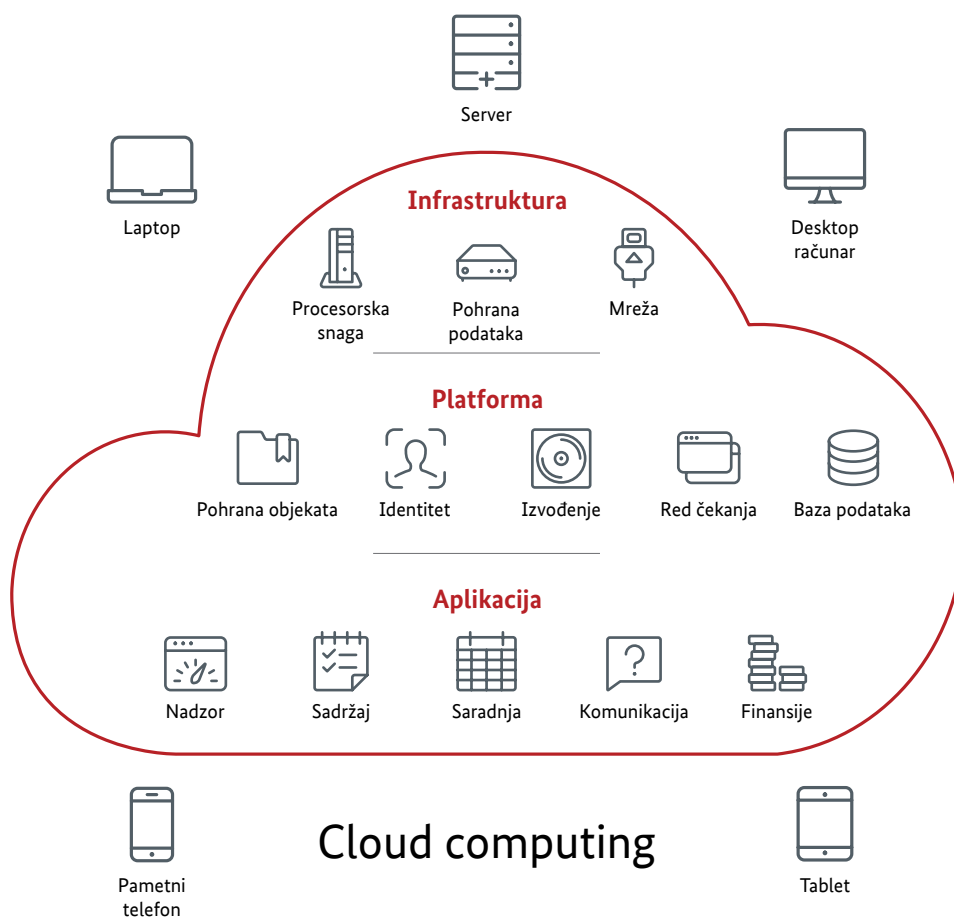 Server
Laptop
Desktop
računar
Infrastruktura
Procesorska
snaga
Pohrana
podataka
Mreža
Platforma
Pohrana objekata
Identitet
Izvođenje
Red čekanja
Baza podataka
Aplikacija
Nadzor
Sadržaj
Saradnja
Komunikacija
Finansije
Cloud computing
Pametni
telefon
Tablet